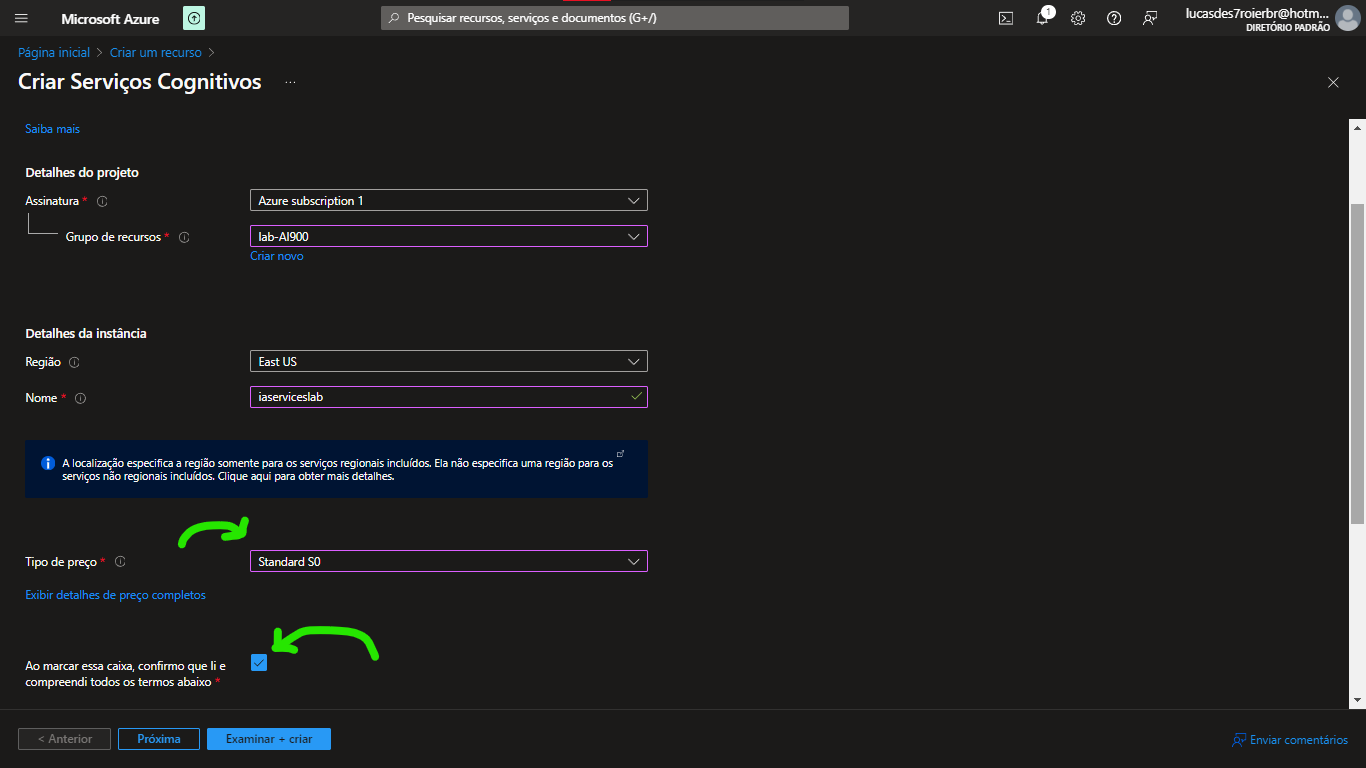 Microsoft Azure
Pesquisar recursos, serviços e documentos (G+/)
1
lucasdes7roierbr@hotm...
DIRETÓRIO PADRÃO
Página inicial > Criar um recurso >
Criar Serviços Cognitivos ...
Saiba mais
Detalhes do projeto
Assinatura * Azure subscription 1
Grupo de recursos * lab-AI900
Criar novo
Detalhes da instância
Região East US
Nome * iaserviceslab
A localização especifica a região somente para os serviços regionais incluídos. Ela não especifica uma região para os
serviços não regionais incluídos. Clique aqui para obter mais detalhes.
Tipo de preço * Standard S0
Exibir detalhes de preço completos
Ao marcar essa caixa, confirmo que li e
compreendi todos os termos abaixo *
< Anterior Próxima Examinar + criar Enviar comentários